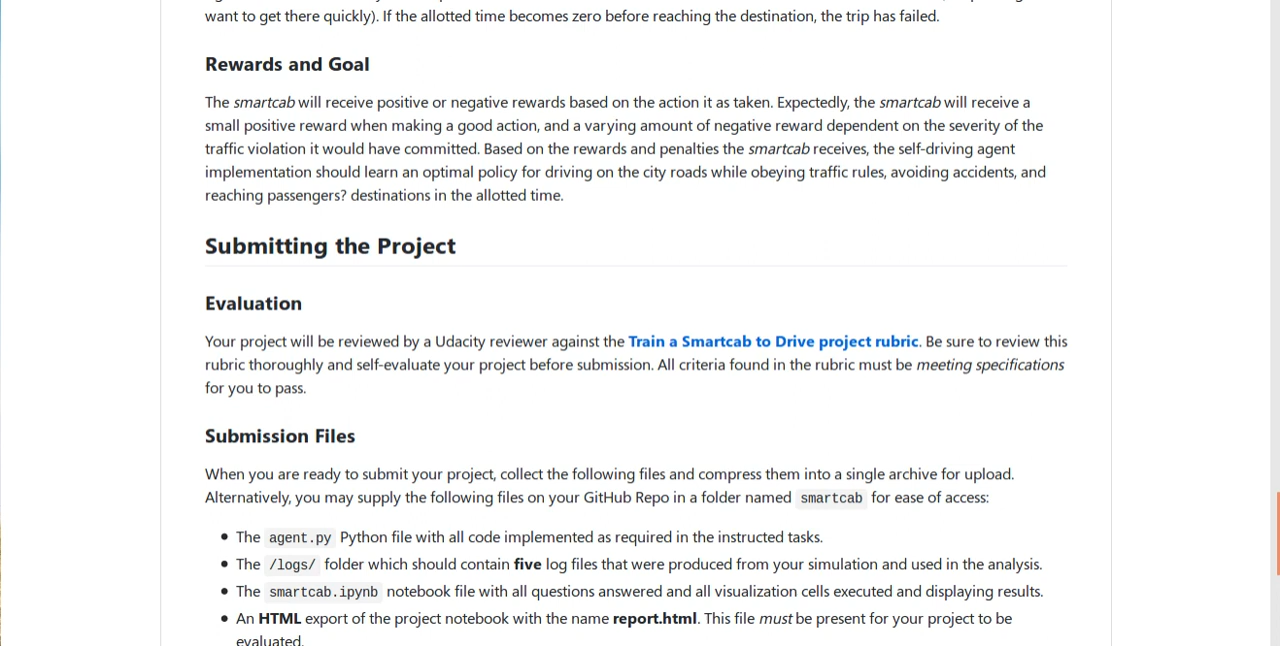 want to get there quickly). If the allotted time becomes zero before reaching the destination, the trip has failed.
Rewards and Goal
The smartcab will receive positive or negative rewards based on the action it as taken. Expectedly, the smartcab will receive a
small positive reward when making a good action, and a varying amount of negative reward dependent on the severity of the
traffic violation it would have committed. Based on the rewards and penalties the smartcab receives, the self-driving agent
implementation should learn an optimal policy for driving on the city roads while obeying traffic rules, avoiding accidents, and
reaching passengers? destinations in the allotted time.
Submitting the Project
Evaluation
Your project will be reviewed by a Udacity reviewer against the Train a Smartcab to Drive project rubric. Be sure to review this
rubric thoroughly and self-evaluate your project before submission. All criteria found in the rubric must be meeting specifications
for you to pass.
Submission Files
When you are ready to submit your project, collect the following files and compress them into a single archive for upload.
Alternatively, you may supply the following files on your GitHub Repo in a folder named smartcab for ease of access:
• The agent.py Python file with all code implemented as required in the instructed tasks.
• The /logs/ folder which should contain five log files that were produced from your simulation and used in the analysis.
• The smartcab.ipynb notebook file with all questions answered and all visualization cells executed and displaying results.
• An HTML export of the project notebook with the name report.html. This file must be present for your project to be
evaluated.